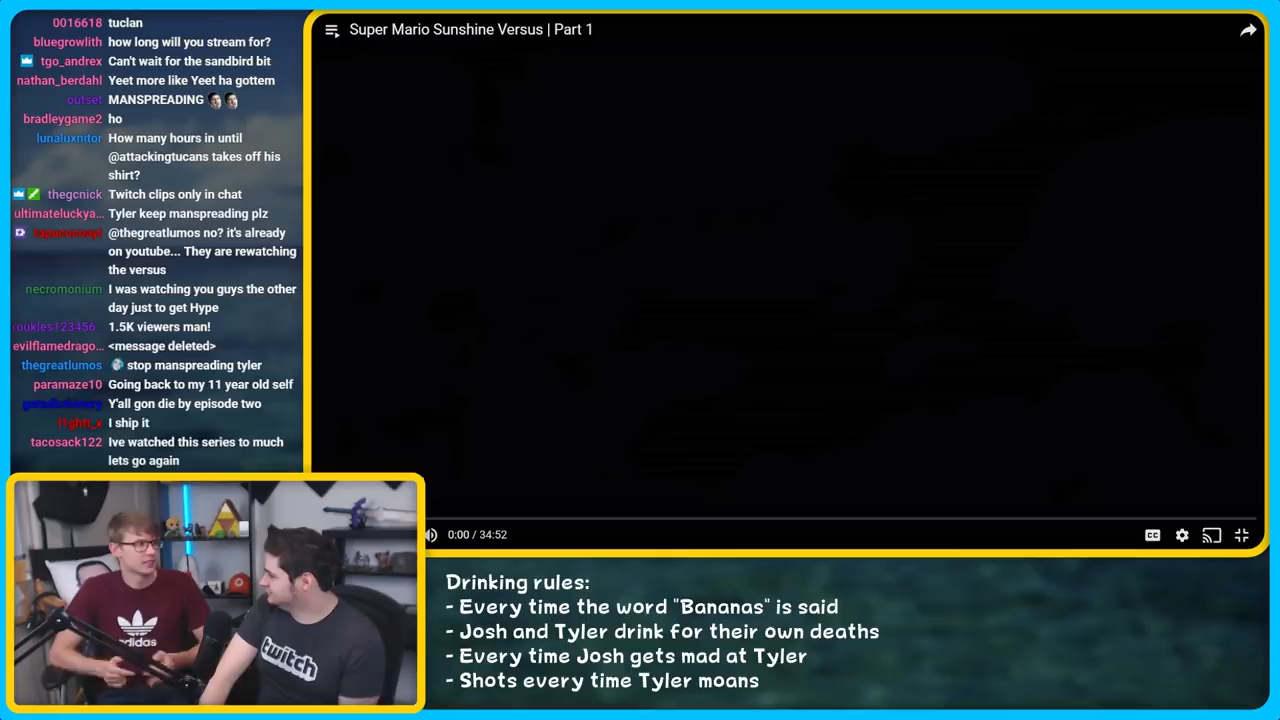 0016618 tuclan
bluegrowlith how long will you stream for?
tgo_andrex Can't wait for the sandbird bit
nathan_berdahl Yeet more like Yeet ha gottem
outset MANSPREADING
bradleygame2 ho
lunaluxnitor How many hours in until
@attackingtucans takes off his
shirt?
thegcnick Twitch clips only in chat
ultimateluckya... Tyler keep manspreading plz
@thegreatlumos no? it's already
on youtube... They are rewatching
the versus
necromonium I was watching you guys the other
day just to get Hype
roukles123456... 1.5K viewers man!
evilflamedrago... <message deleted>
thegreatlumos stop manspreading tyler
paramaze10 Going back to my 11 year old self
Y'all gon die by episode two
I ship it
tacosack122 Ive watched this series to much
lets go again
Super Mario Sunshine Versus | Part 1
0:00 / 34:52
CC
adidas
twitch
Drinking rules:
- Every time the word "Bananas" is said
- Josh and Tyler drink for their own deaths
- Every time Josh gets mad at Tyler
- Shots every time Tyler moans